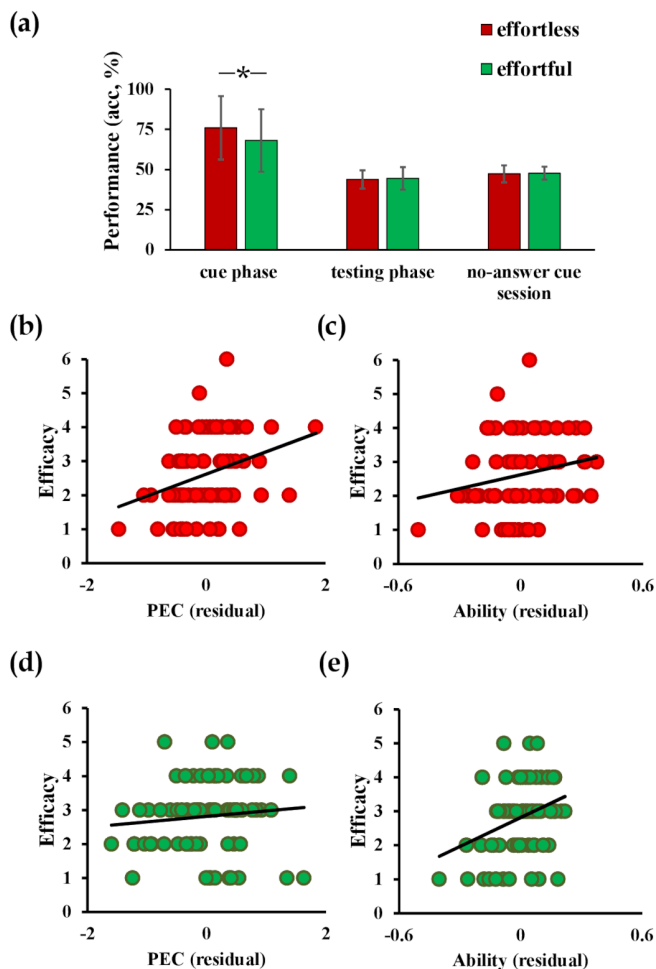 (a)
effortless
effortful
Performance (acc, %)
100
75
50
25
0
*
cue phase
testing phase
no-answer cue
session
(b)
(c)
Efficacy
6
5
4
3
2
1
0
-2
0
2
PEC (residual)
Efficacy
6
5
4
3
2
1
0
-0.6
0
0.6
Ability (residual)
(d)
(e)
Efficacy
6
5
4
3
2
1
0
-2
0
2
PEC (residual)
Efficacy
6
5
4
3
2
1
0
-0.6
0
0.6
Ability (residual)